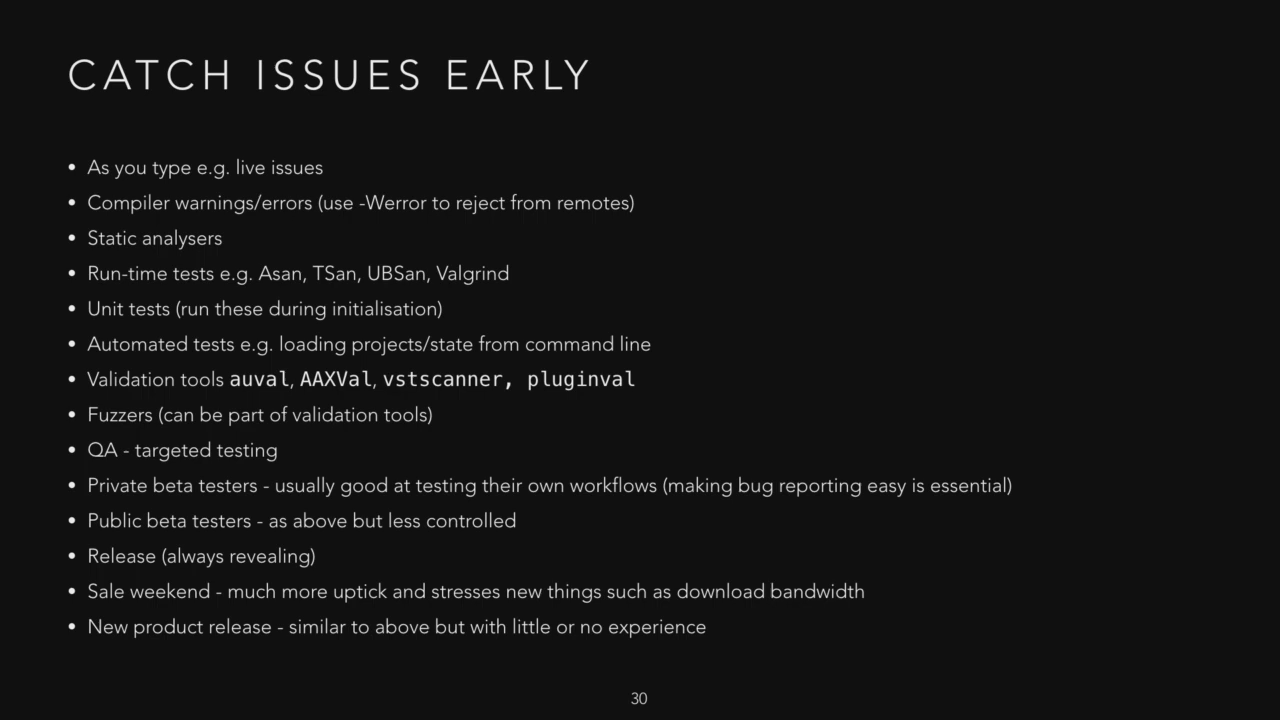 CATCH ISSUES EARLY
• As you type e.g. live issues
• Compiler warnings/errors (use -Werror to reject from remotes)
• Static analysers
• Run-time tests e.g. Asan, TSan, UBSan, Valgrind
• Unit tests (run these during initialisation)
• Automated tests e.g. loading projects/state from command line
• Validation tools auval, AAXVal, vstscanner, pluginval
• Fuzzers (can be part of validation tools)
• QA - targeted testing
• Private beta testers - usually good at testing their own workflows (making bug reporting easy is essential)
• Public beta testers - as above but less controlled
• Release (always revealing)
• Sale weekend - much more uptick and stresses new things such as download bandwidth
• New product release - similar to above but with little or no experience
30